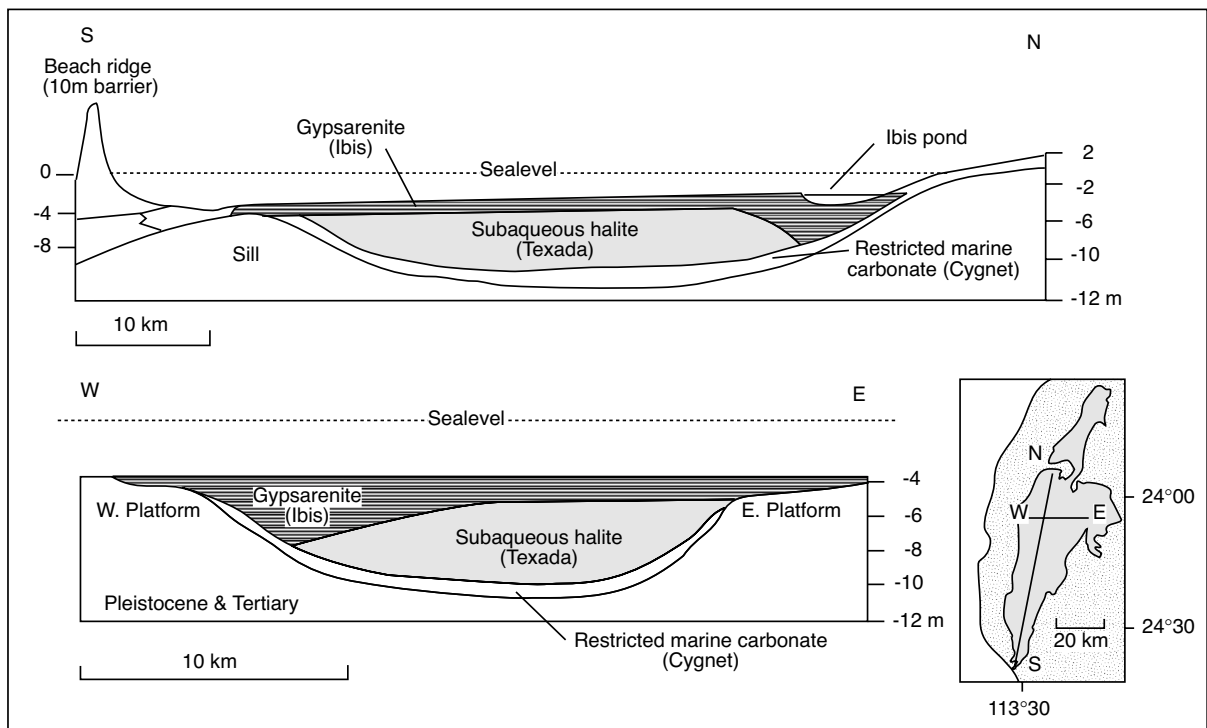 S
N
Beach ridge
(10m barrier)
Gypsarenite
(Ibis)
Ibis pond
Sealevel
0
-4
-8
2
-2
-6
-10
-12 m
Subaqueous halite
(Texada)
Sill
Restricted marine
carbonate (Cygnet)
10 km
W
E
Sealevel
W. Platform
Gypsarenite
(Ibis)
E. Platform
Subaqueous halite
(Texada)
-4
-6
-8
-10
-12 m
Pleistocene & Tertiary
Restricted marine carbonate
(Cygnet)
10 km
N
W
E
S
20 km
24°00
24°30
113°30